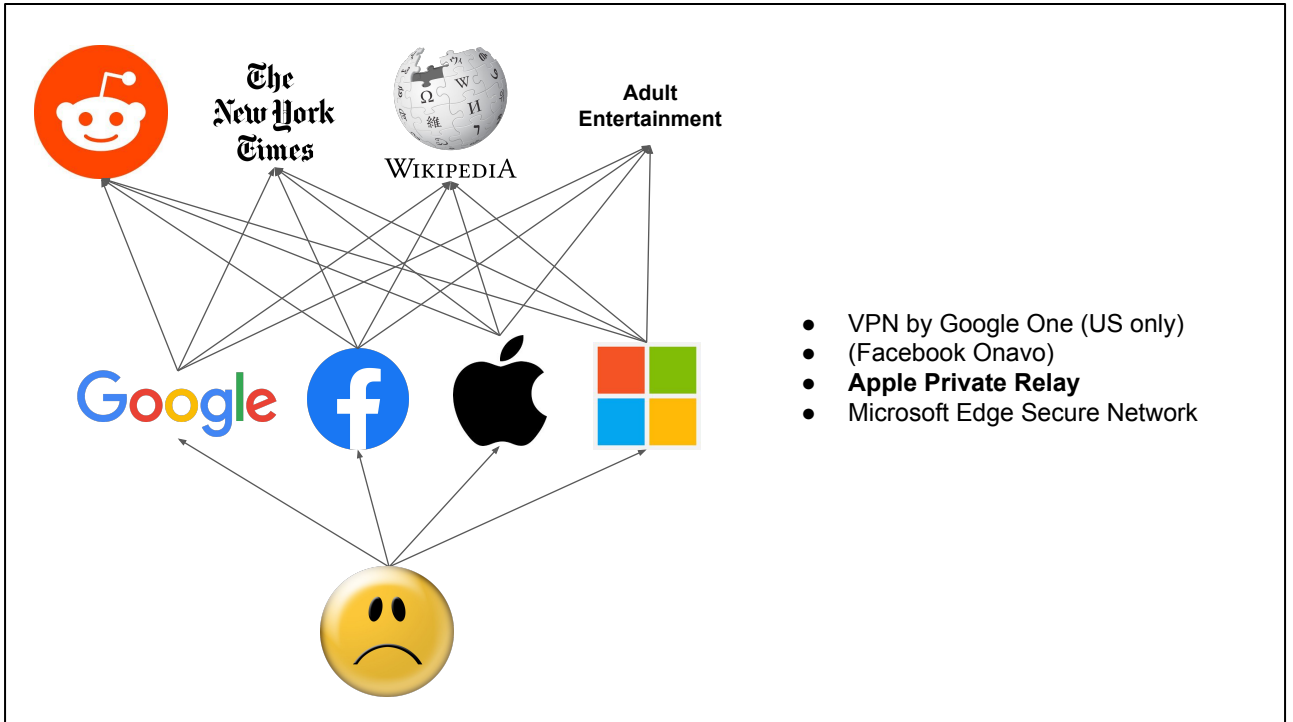 The
New York
Times
WIKIPEDIA
Adult
Entertainment
Google
● VPN by Google One (US only)
● (Facebook Onavo)
● Apple Private Relay
● Microsoft Edge Secure Network